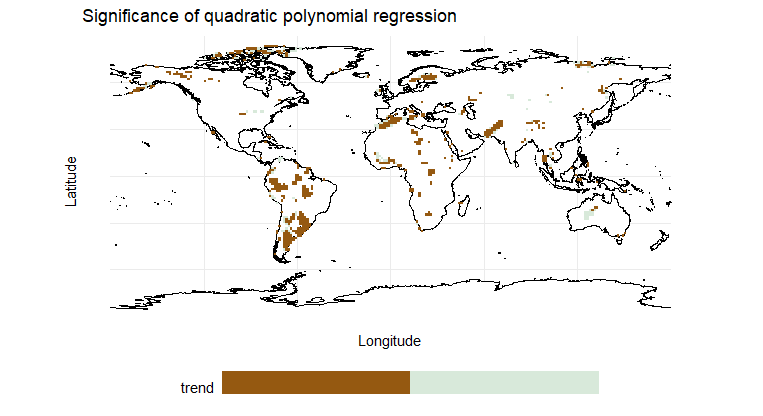 Significance of quadratic polynomial regression
Latitude
Longitude
trend